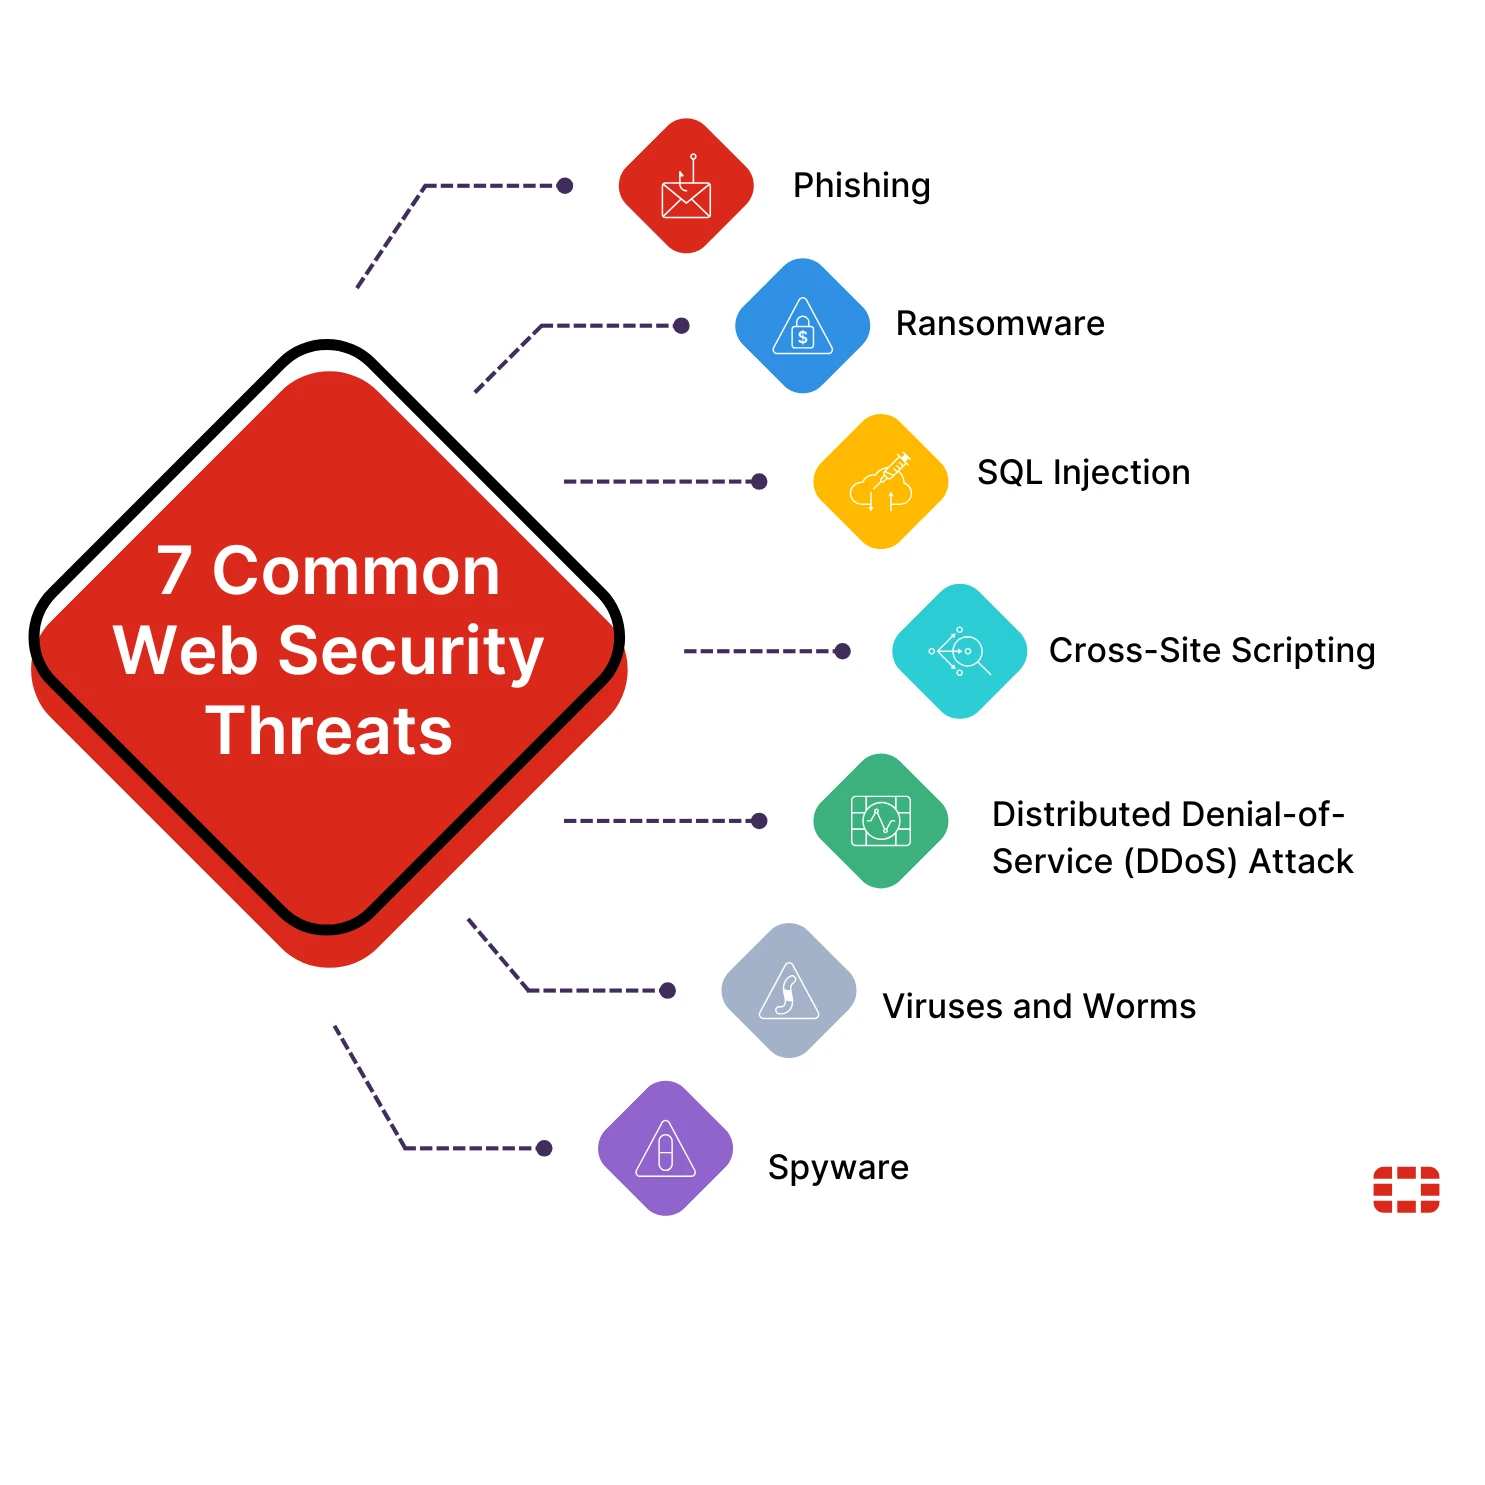 7 Common
Web Security
Threats
Phishing
Ransomware
$
SQL Injection
Cross-Site Scripting
Distributed Denial-of-
Service (DDoS) Attack
Viruses and Worms
Spyware